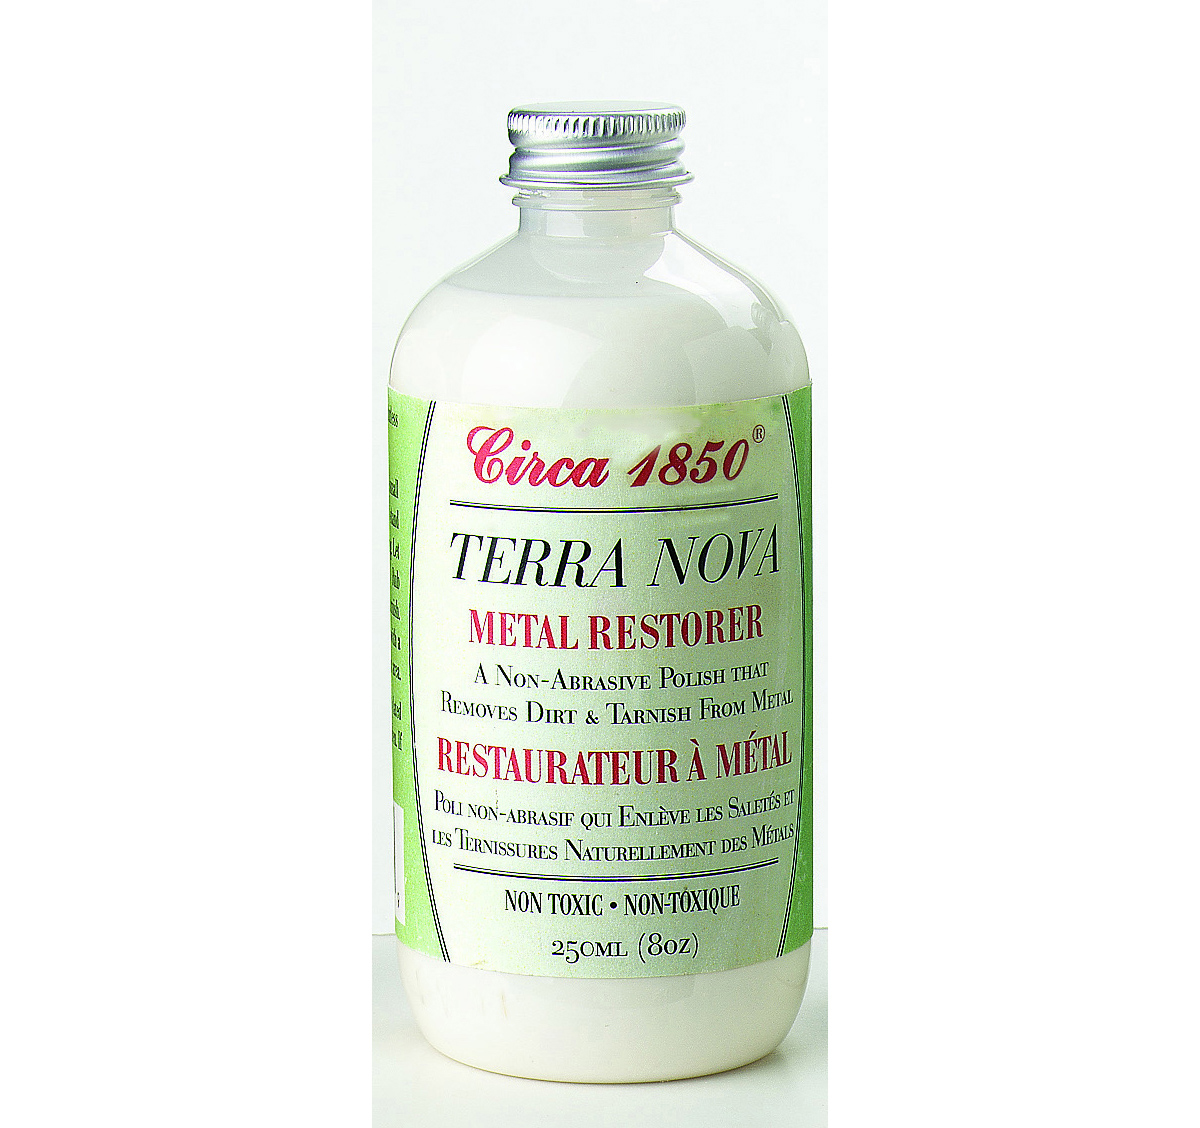 Circa 1850®
TERRA NOVA
METAL RESTORER
A NON-ABRASIVE POLISH THAT
REMOVES DIRT & TARNISH FROM METAL
RESTAURATEUR À MÉTAL
POLI NON-ABRASIF QUI ENLÈVE LES SALETÉS ET
LES TERNISSURES NATURELLEMENT DES MÉTALS
NON TOXIC • NON-TOXIQUE
250ML (8OZ)